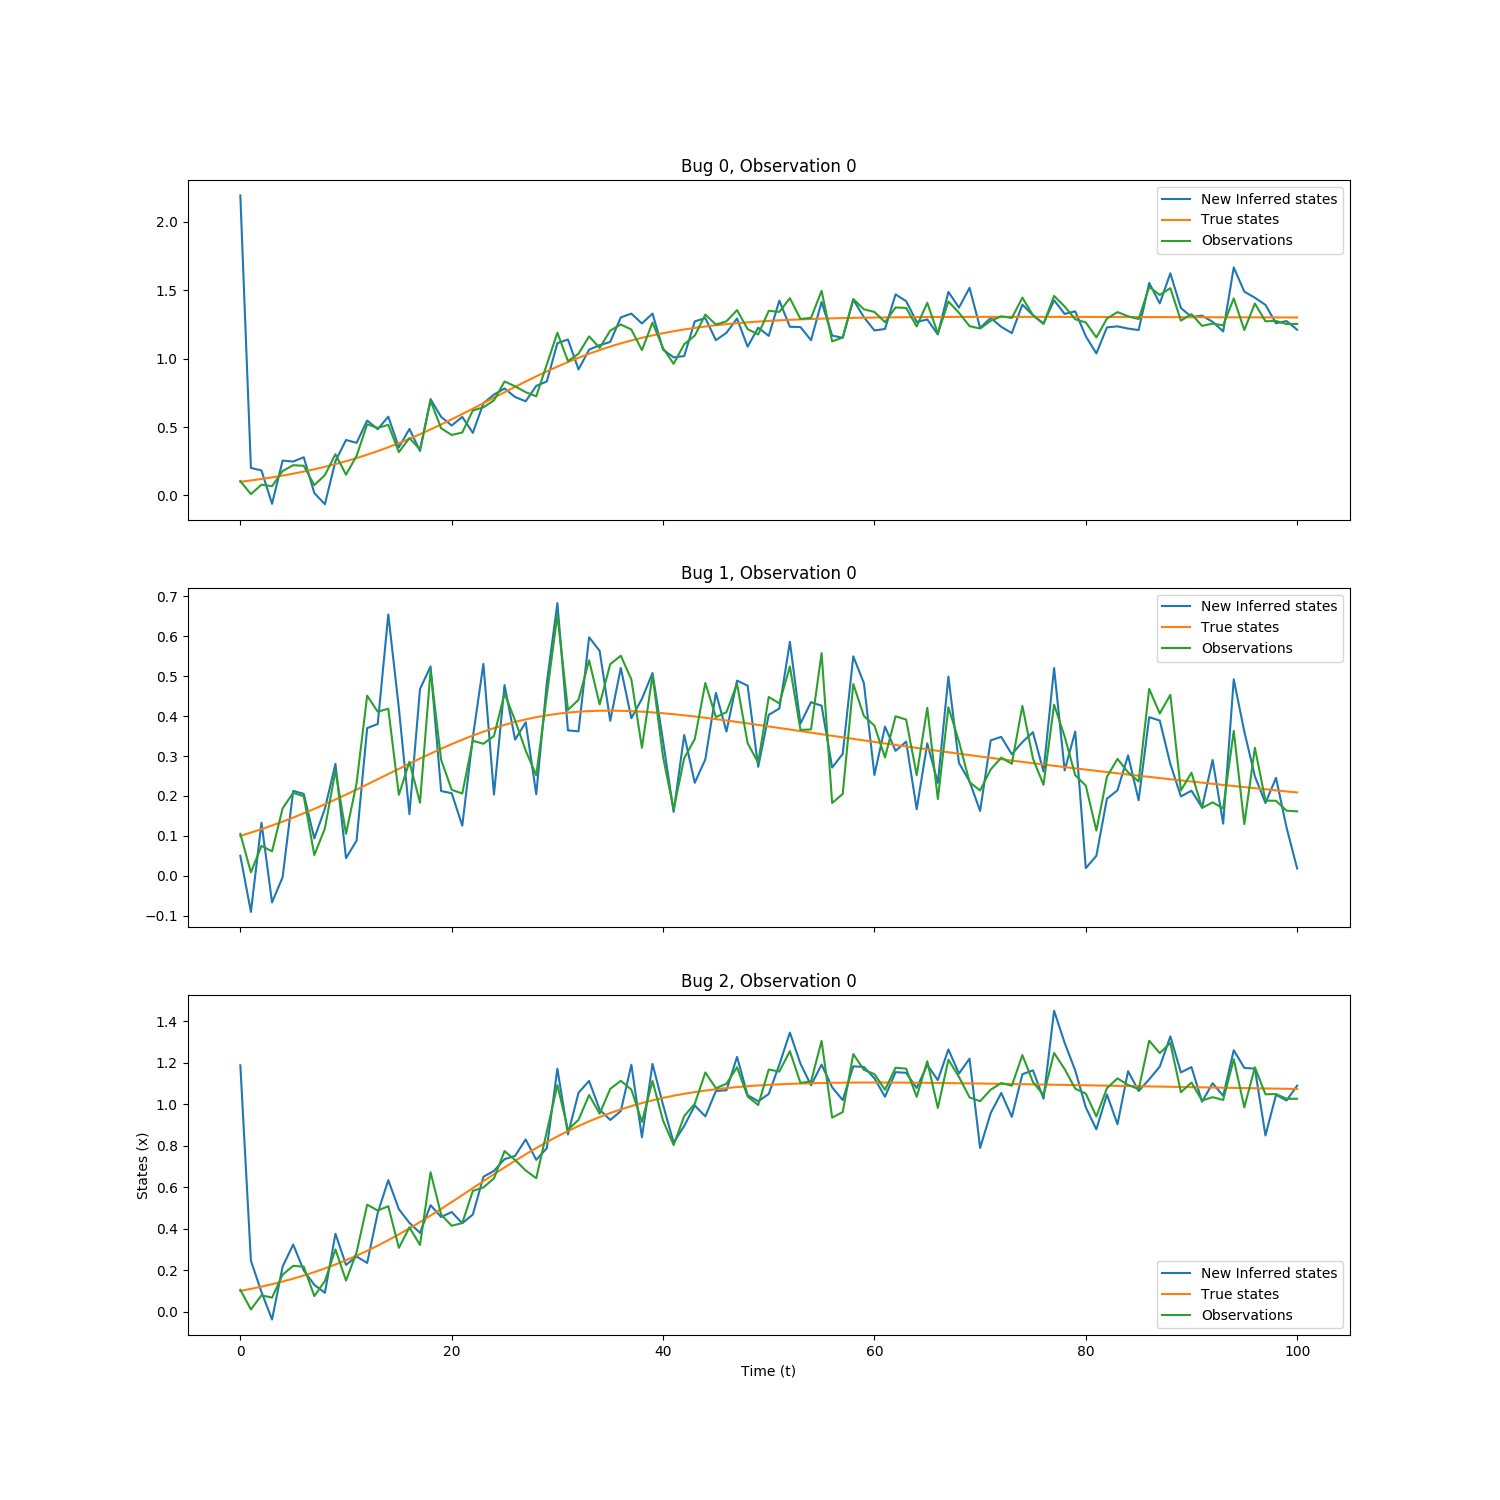 Bug 0, Observation 0
New Inferred states
True states
Observations
2.0
1.5
1.0
0.5
0.0
Bug 1, Observation 0
New Inferred states
True states
Observations
0.7
0.6
0.5
0.4
0.3
0.2
0.1
0.0
−0.1
Bug 2, Observation 0
1.4
1.2
1.0
0.8
0.6
0.4
0.2
0.0
States (x)
New Inferred states
True states
Observations
0 20 40 60 80 100
Time (t)